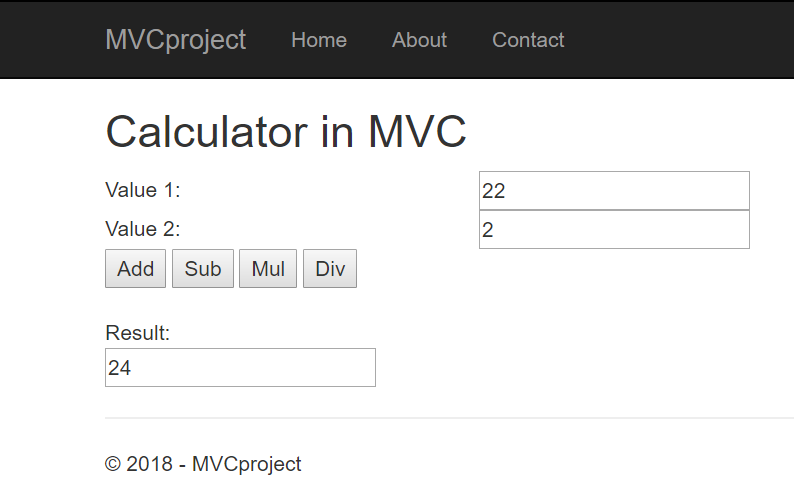 MVCproject Home About Contact
Calculator in MVC
Value 1: 22
Value 2: 2
Add Sub Mul Div
Result:
24
© 2018 - MVCproject